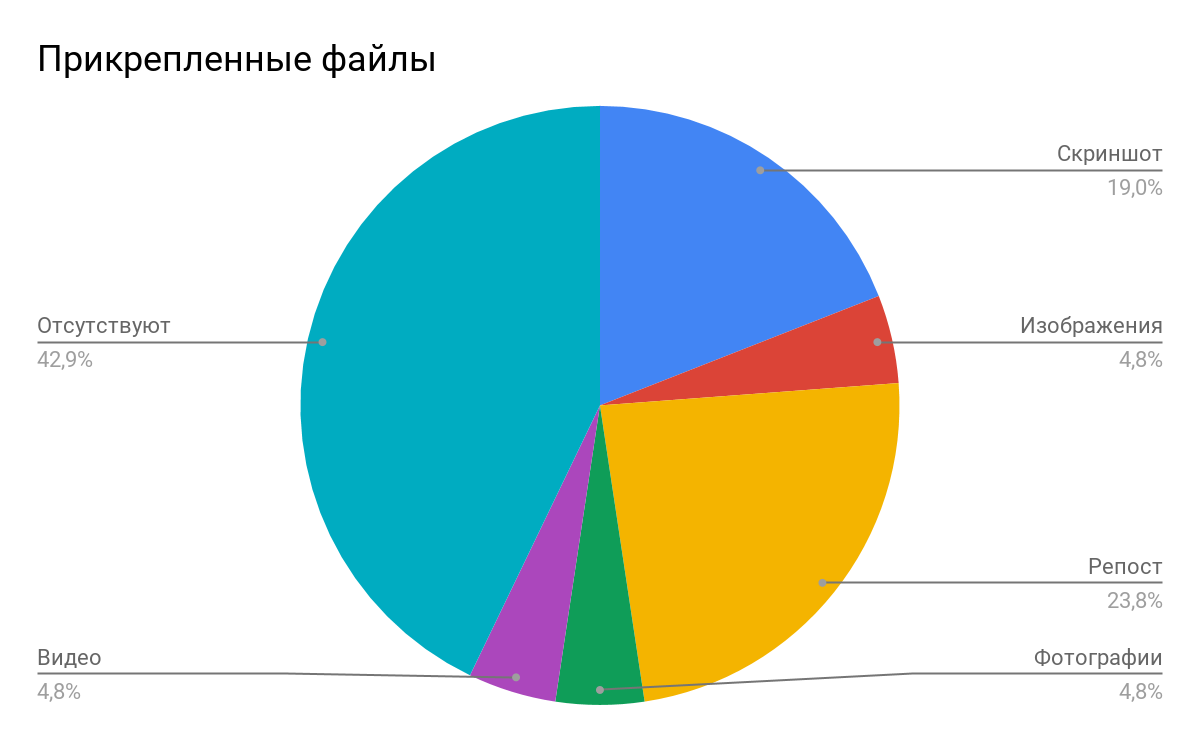 Прикрепленные файлы
Скриншот
19,0%
Отсутствуют
42,9%
Изображения
4,8%
Репост
23,8%
Видео
4,8%
Фотографии
4,8%